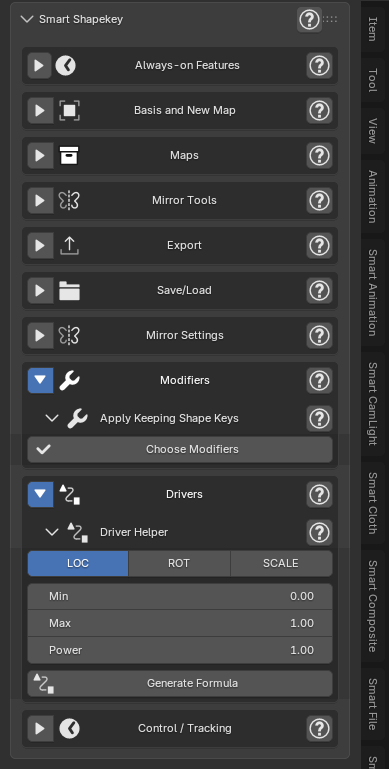 Smart Shapekey
Always-on Features
Basis and New Map
Maps
Mirror Tools
Export
Save/Load
Mirror Settings
Modifiers
Apply Keeping Shape Keys
Choose Modifiers
Drivers
Driver Helper
LOC ROT SCALE
Min 0.00
Max 1.00
Power 1.00
Generate Formula
Control / Tracking
Item
Tool
View
Animation
Smart Animation
Smart CamLight
Smart Cloth
Smart Composite
Smart File
Sm